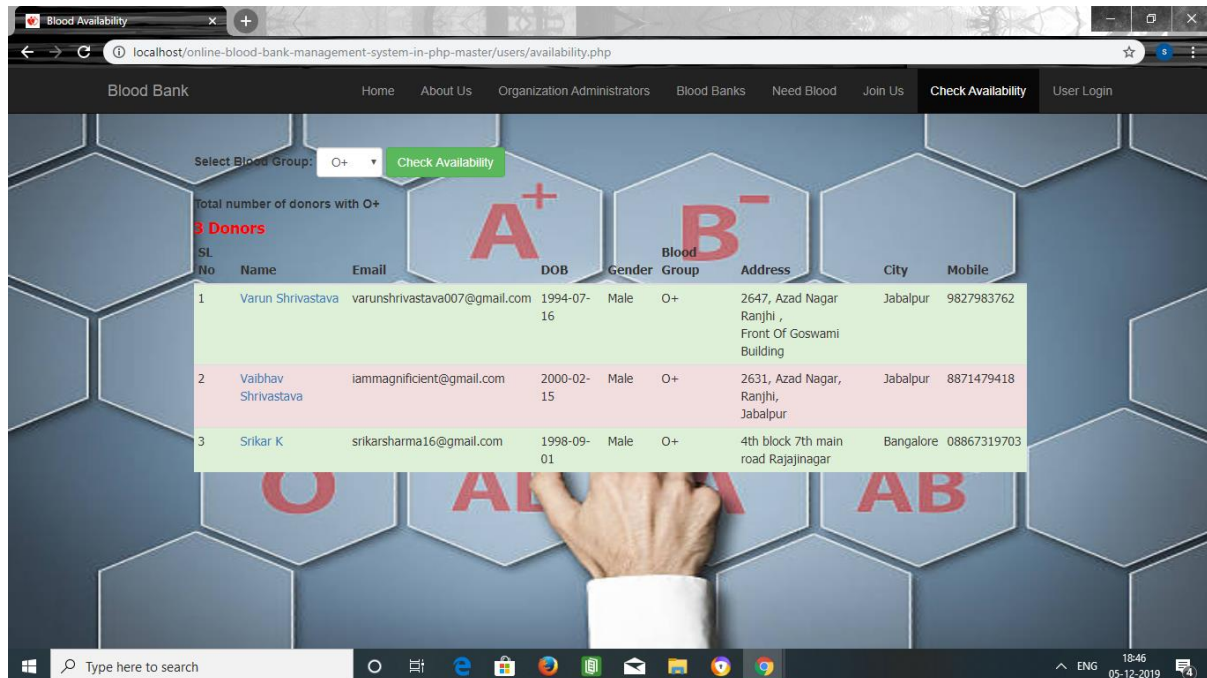 Blood Availability
localhost/online-blood-bank-management-system-in-php-master/users/availability.php
S
Blood Bank Home About Us Organization Administrators Blood Banks Need Blood Join Us Check Availability User Login
Select Blood Group: O+ Check Availability
Total number of donors with O+
3 Donors
A+ B-
SL No Name Email DOB Gender Blood Group Address City Mobile
1 Varun Shrivastava varunshrivastava007@gmail.com 1994-07-16 Male O+ 2647, Azad Nagar Jabalpur 9827983762
Ranjhi ,
Front Of Goswami
Building
2 Vaibhav Shrivastava iammagnificient@gmail.com 2000-02-15 Male O+ 2631, Azad Nagar, Jabalpur 8871479418
Ranjhi,
Jabalpur
3 Srikar K srikarsharma16@gmail.com 1998-09-01 Male O+ 4th block 7th main Bangalore 08867319703
road Rajajinagar
O AB A AB
Type here to search
ENG 18:46
05-12-2019
4